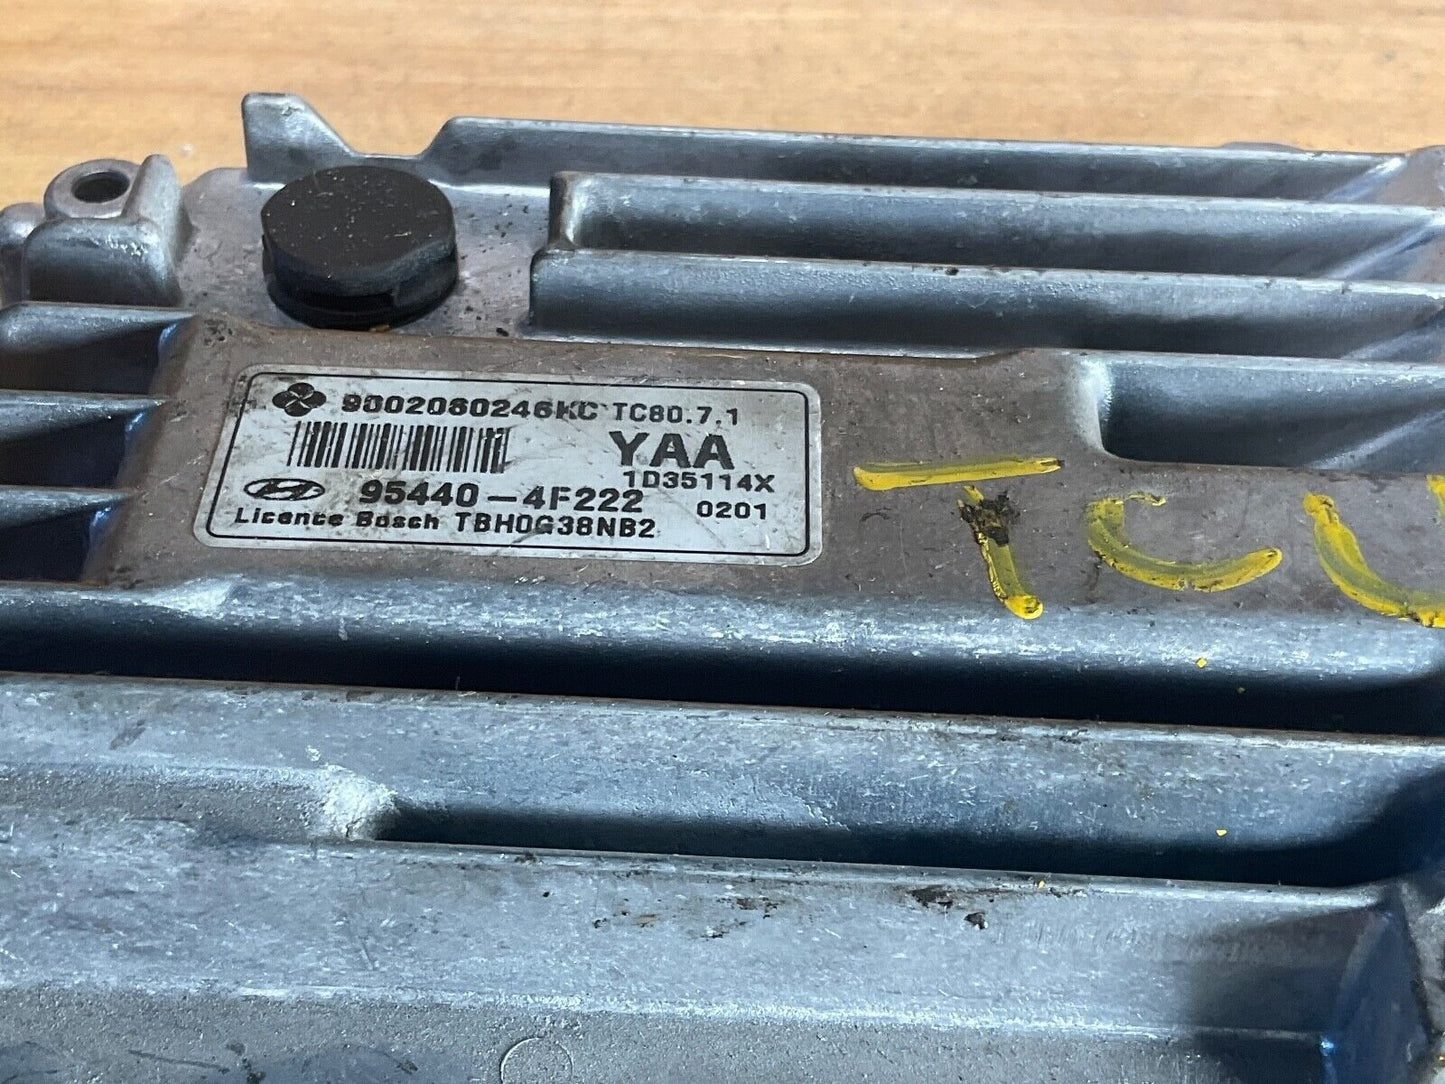 9002060246KC TC80.7.1
YAA
1D35114X
95440-4F222 0201
Licence Bosch TBH0G38NB2
TCU